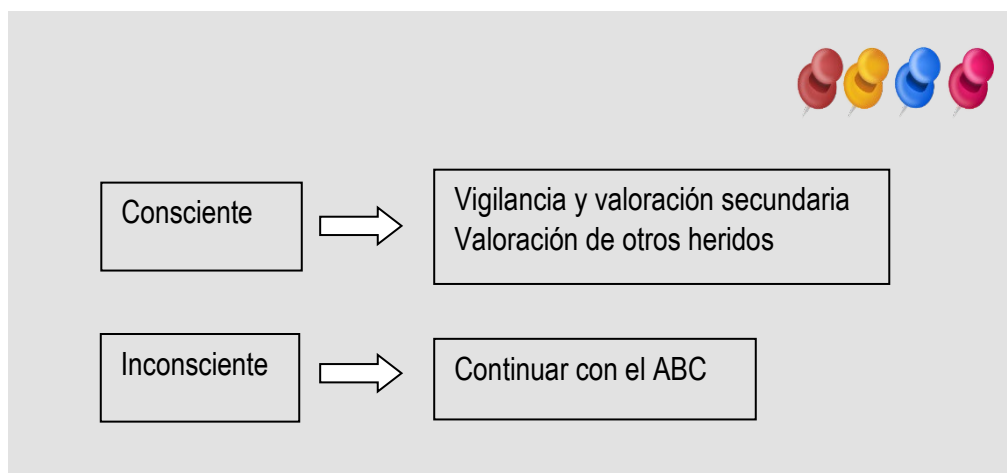 Consciente
Vigilancia y valoración secundaria
Valoración de otros heridos
Inconsciente
Continuar con el ABC